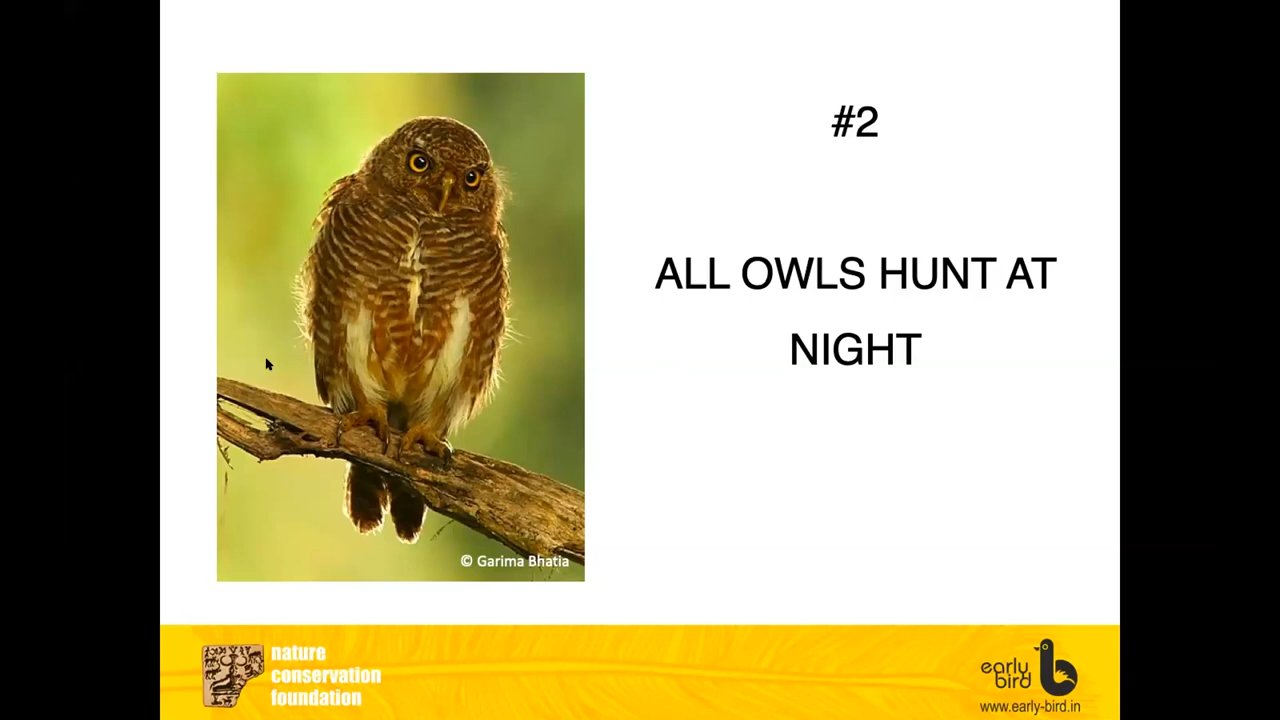 #2
ALL OWLS HUNT AT
NIGHT
© Garima Bhatia
nature
conservation
foundation
early
bird
www.early-bird.in